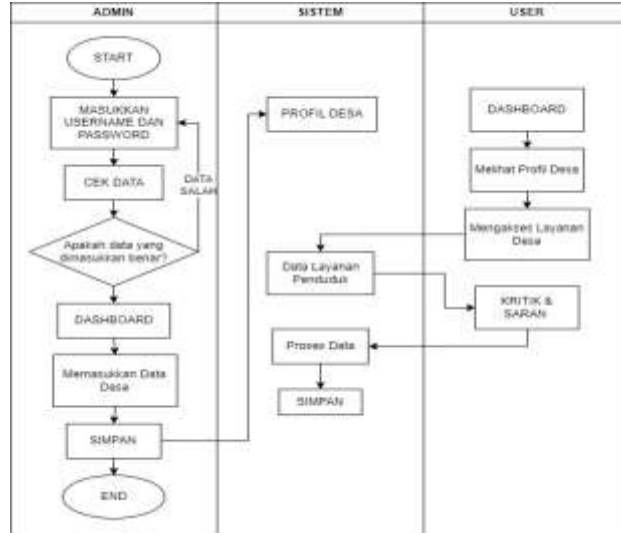 ADMIN
SISTEM
USER
START
MASUKKAN
USERNAME DAN
PASSWORD
CEK DATA
DATA
SALAH
Apakah data yang
dimasukkan benar?
DASHBOARD
Memasukkan Data
Desa
SIMPAN
END
PROFIL DESA
Data Layanan
Penduduk
Proses Data
SIMPAN
DASHBOARD
Melihat Profil Desa
Mengakses Layanan
Desa
KRITIK &
SARAN